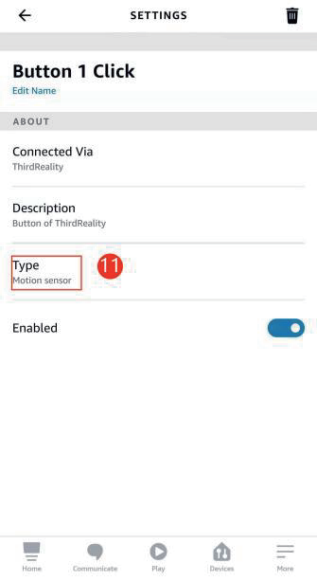 SETTINGS
Button 1 Click
Edit Name
ABOUT
Connected Via
ThirdReality
Description
Button of ThirdReality
Type
11
Motion sensor
Enabled
Home
Communicate
Play
Devices
More